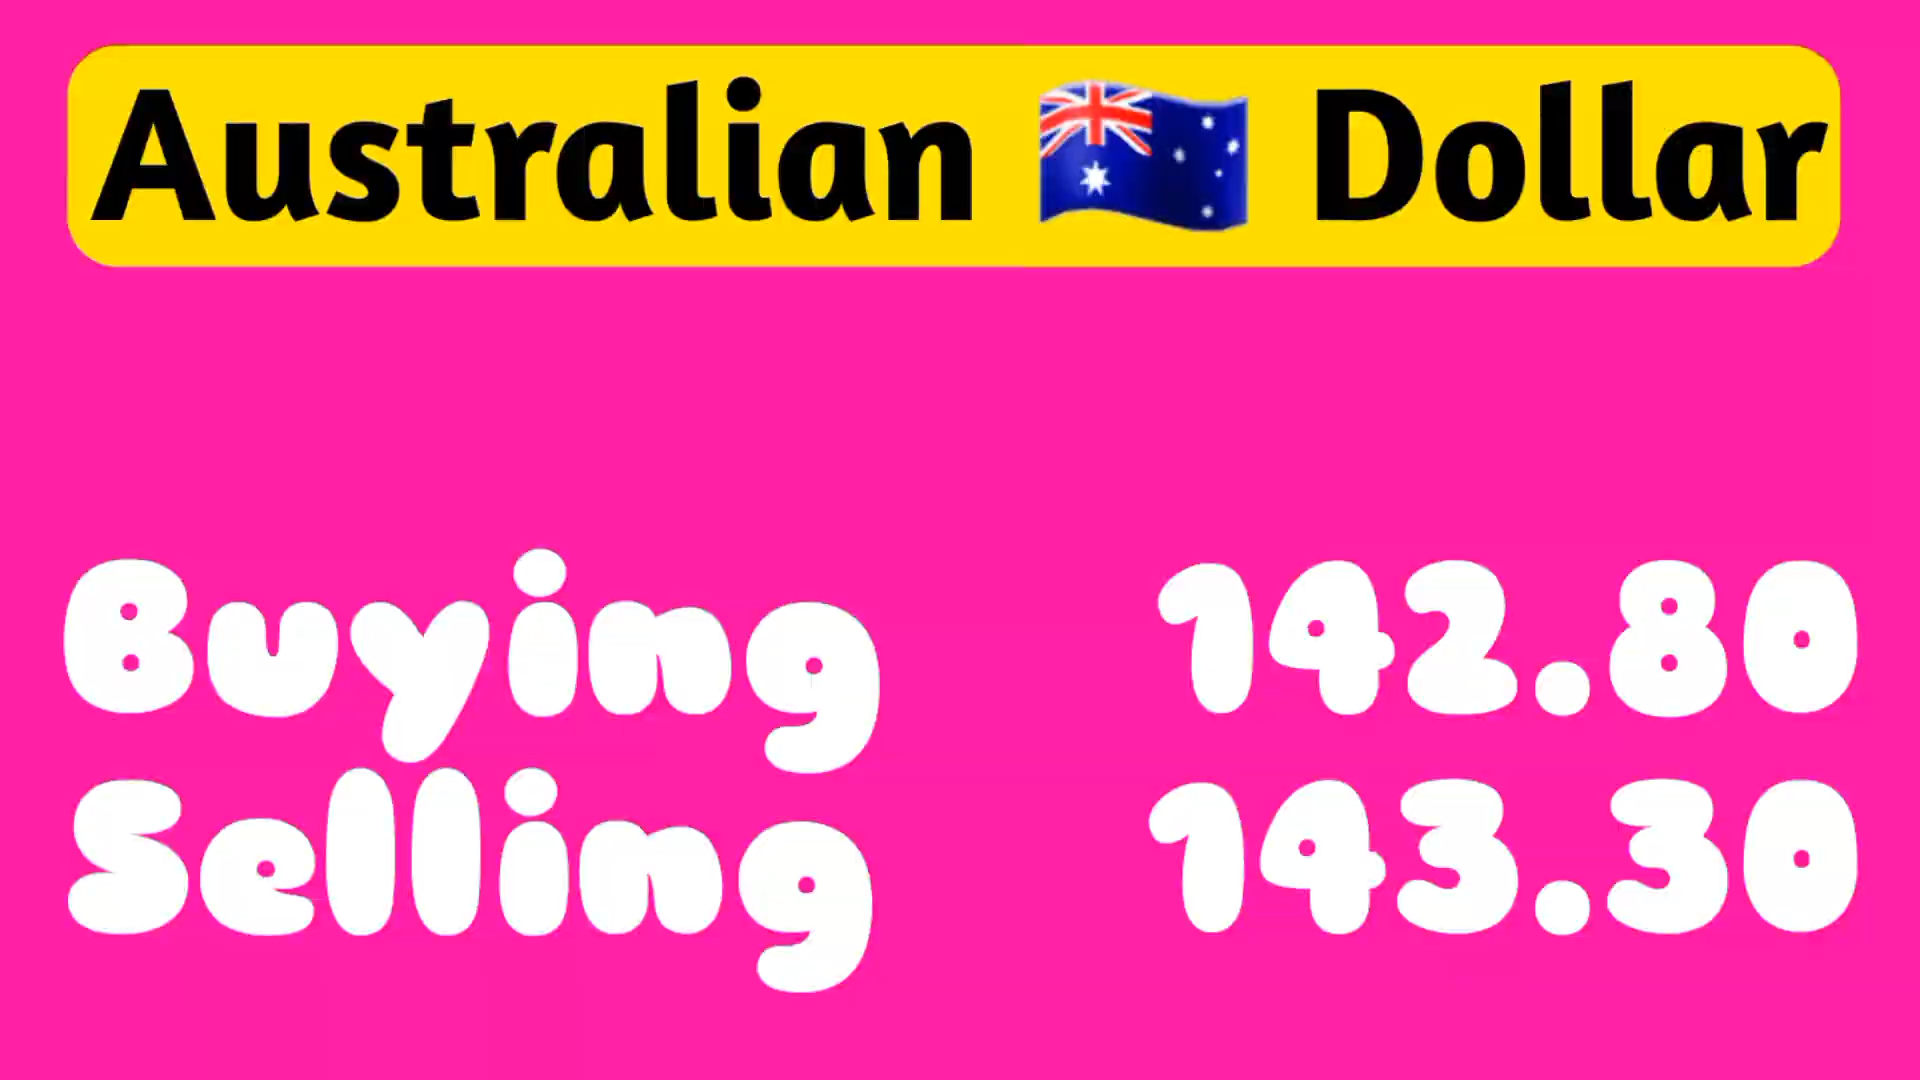 Australian 🇦🇺 Dollar
Buying 142.80
Selling 143.30